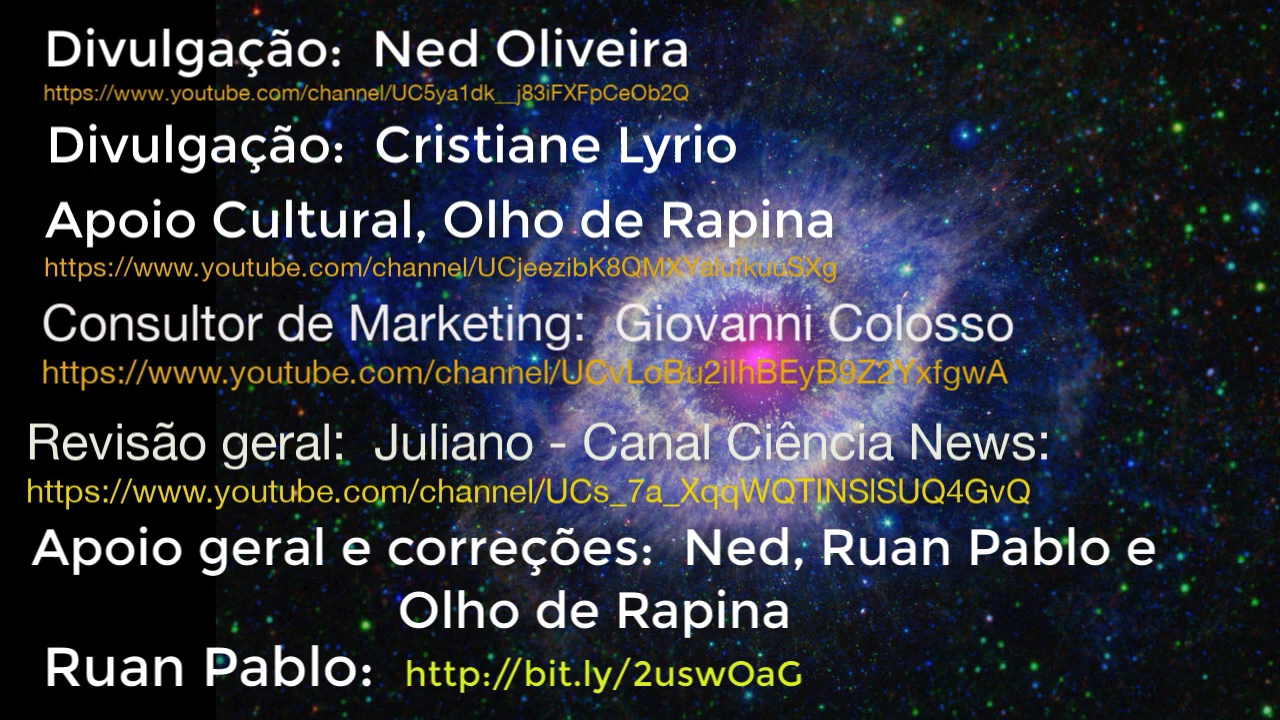 Divulgação: Ned Oliveira
https://www.youtube.com/channel/UC5ya1dk__j83iFXFpCeOb2Q
Divulgação: Cristiane Lyrio
Apoio Cultural, Olho de Rapina
https://www.youtube.com/channel/UCjeezibK8QMXYalufkuuSXg
Consultor de Marketing: Giovanni Colosso
https://www.youtube.com/channel/UCvLoBu2iIhBEyB9Z2YxfgwA
Revisão geral: Juliano - Canal Ciência News:
https://www.youtube.com/channel/UCs_7a_XqqWQTlNSlSUQ4GvQ
Apoio geral e correções: Ned, Ruan Pablo e
Olho de Rapina
Ruan Pablo: http://bit.ly/2uswOaG